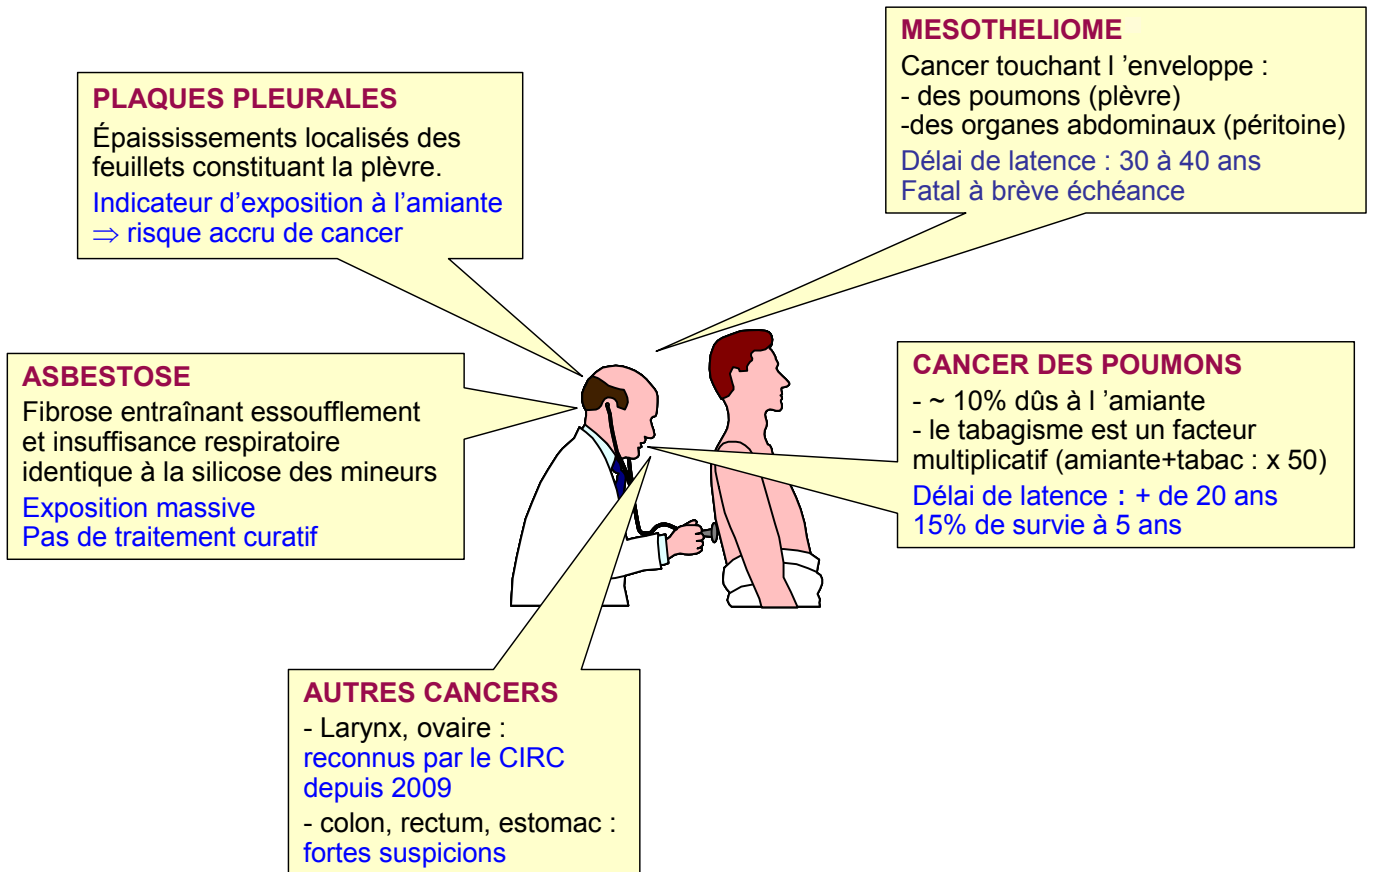 MESOTHELIOME
Cancer touchant l ’enveloppe :
- des poumons (plèvre)
-des organes abdominaux (péritoine)
Délai de latence : 30 à 40 ans
Fatal à brève échéance
PLAQUES PLEURALES
Épaississements localisés des
feuillets constituant la plèvre.
Indicateur d’exposition à l’amiante
⇒ risque accru de cancer
ASBESTOSE
Fibrose entraînant essoufflement
et insuffisance respiratoire
identique à la silicose des mineurs
Exposition massive
Pas de traitement curatif
CANCER DES POUMONS
- ~ 10% dûs à l ’amiante
- le tabagisme est un facteur
multiplicatif (amiante+tabac : x 50)
Délai de latence : + de 20 ans
15% de survie à 5 ans
AUTRES CANCERS
- Larynx, ovaire :
reconnus par le CIRC
depuis 2009
- colon, rectum, estomac :
fortes suspicions